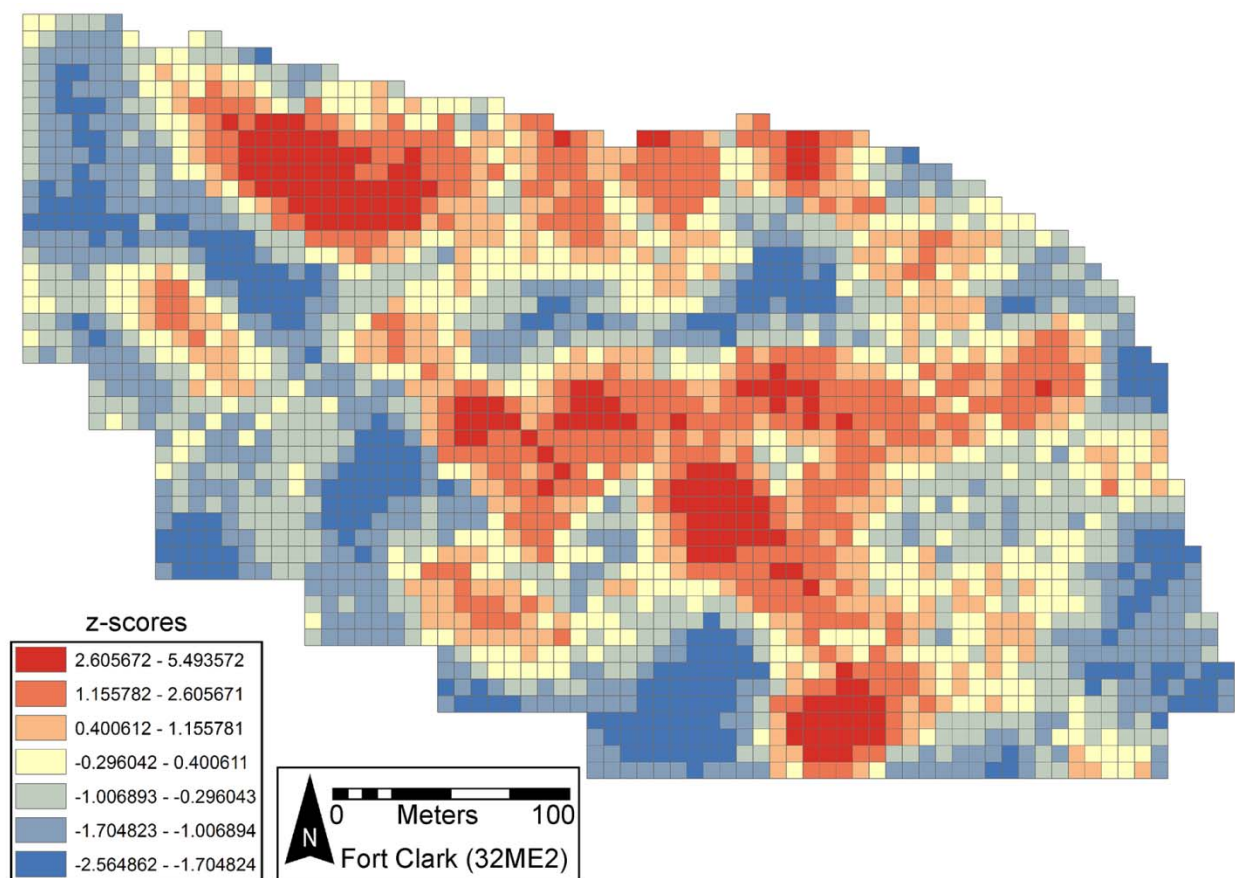 z-scores
2.605672 - 5.493572
1.155782 - 2.605671
0.400612 - 1.155781
-0.296042 - 0.400611
-1.006893 - -0.296043
-1.704823 - -1.006894
-2.564862 - -1.704824
N
0 Meters 100
Fort Clark (32ME2)